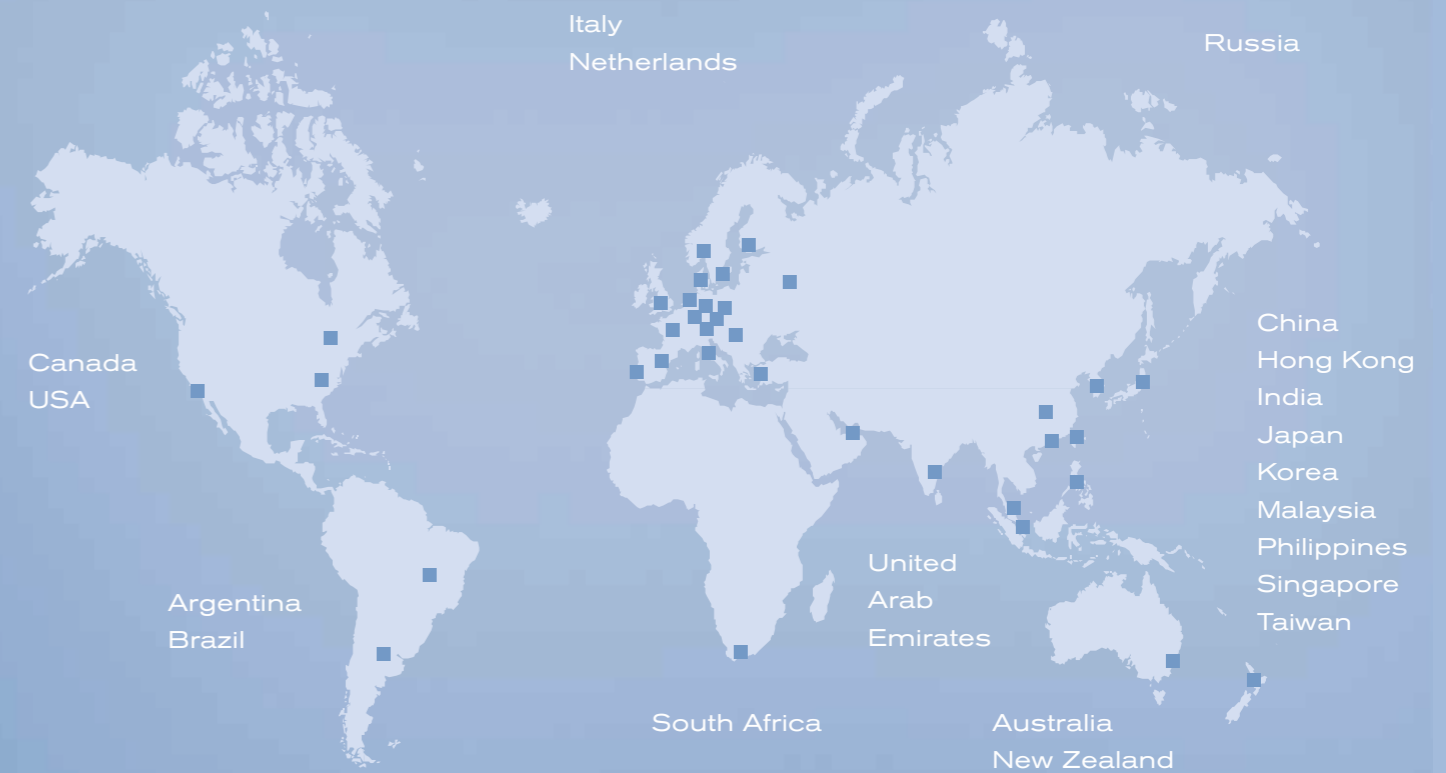 Italy
Netherlands
Russia
Canada
USA
China
Hong Kong
India
Japan
Korea
Malaysia
Philippines
Singapore
Taiwan
Argentina
Brazil
United
Arab
Emirates
South Africa
Australia
New Zealand